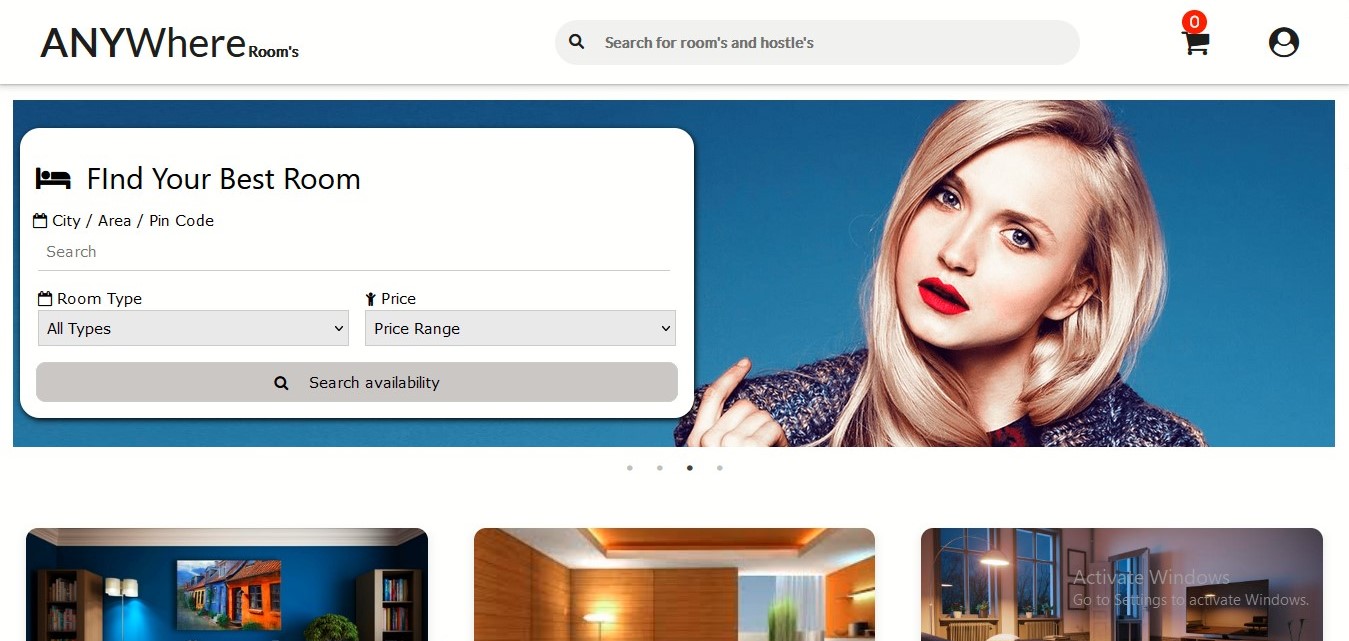 ANYWhere Room's
Search for room's and hostle's
0
FInd Your Best Room
City / Area / Pin Code
Search
Room Type
Price
All Types
Price Range
Search availability
Activate Windows
Go to Settings to activate Windows.